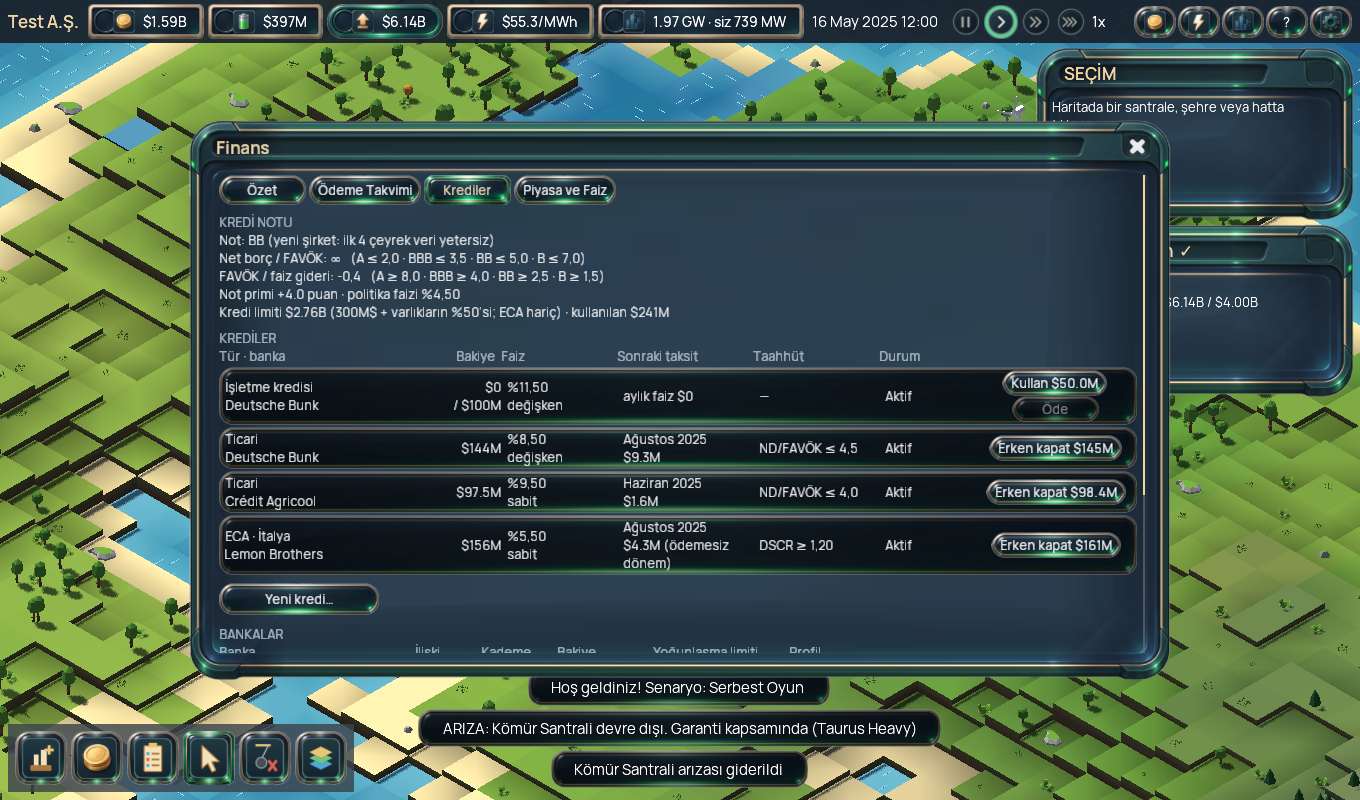 Test A.Ş.
$1.59B
$397M
$6.14B
$55.3/MWh
1.97 GW · siz 739 MW
16 May 2025 12:00
1x
?
SEÇİM
Haritada bir santrale, şehre veya hatta
Finans
Özet
Ödeme Takvimi
Krediler
Piyasa ve Faiz
KREDİ NOTU
Not: BB (yeni şirket: ilk 4 çeyrek veri yetersiz)
Net borç / FAVÖK: ∞ (A ≤ 2,0 · BBB ≤ 3,5 · BB ≤ 5,0 · B ≤ 7,0)
FAVÖK / faiz gideri: -0,4 (A ≥ 8,0 · BBB ≥ 4,0 · BB ≥ 2,5 · B ≥ 1,5)
Not primi +4.0 puan · politika faizi %4,50
Kredi limiti $2.76B (300M$ + varlıkların %50'si; ECA hariç) · kullanılan $241M
✓
$6.14B / $4.00B
KREDİLER
Tür · banka Bakiye Faiz Sonraki taksit Taahhüt Durum
İşletme kredisi
Deutsche Bunk
$0
/ $100M
%11,50
değişken
aylık faiz $0
—
Aktif
Kullan $50.0M
Öde
Ticari
Deutsche Bunk
$144M
%8,50
değişken
Ağustos 2025
$9.3M
ND/FAVÖK ≤ 4,5
Aktif
Erken kapat $145M
Ticari
Crédit Agricool
$97.5M
%9,50
sabit
Haziran 2025
$1.6M
ND/FAVÖK ≤ 4,0
Aktif
Erken kapat $98.4M
ECA · İtalya
Lemon Brothers
$156M
%5,50
sabit
Ağustos 2025
$4.3M (ödemesiz
dönem)
DSCR ≥ 1,20
Aktif
Erken kapat $161M
Yeni kredi...
BANKALAR
Banka İlişki Kademe Bakiye Yoğunlaşma limiti Profil
Hoş geldiniz! Senaryo: Serbest Oyun
ARIZA: Kömür Santrali devre dışı. Garanti kapsamında (Taurus Heavy)
Kömür Santrali arızası giderildi